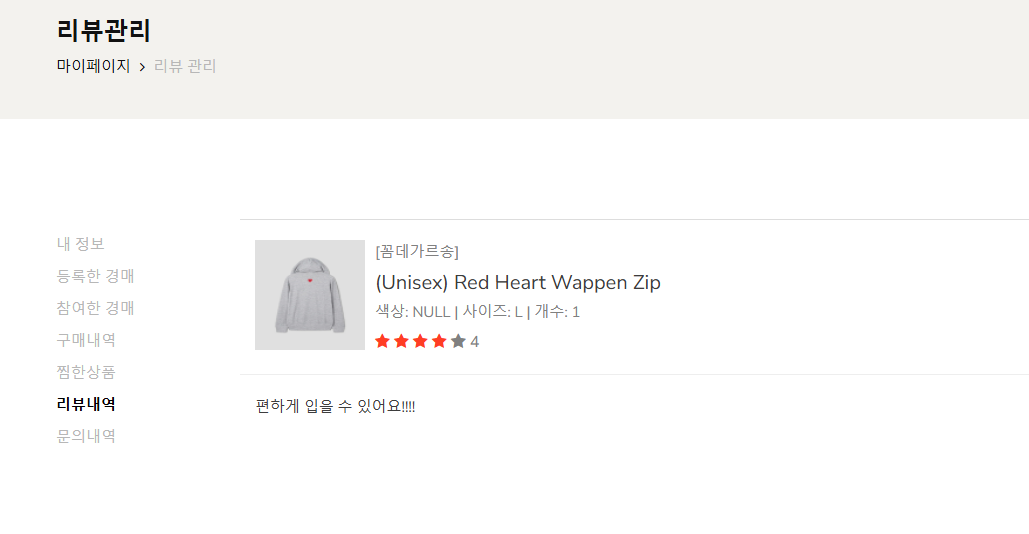 리뷰관리
마이페이지 > 리뷰 관리
내 정보
등록한 경매
참여한 경매
구매내역
찜한상품
리뷰내역
문의내역
[꼼데가르송]
(Unisex) Red Heart Wappen Zip
색상: NULL | 사이즈: L | 개수: 1
4
편하게 입을 수 있어요!!!!